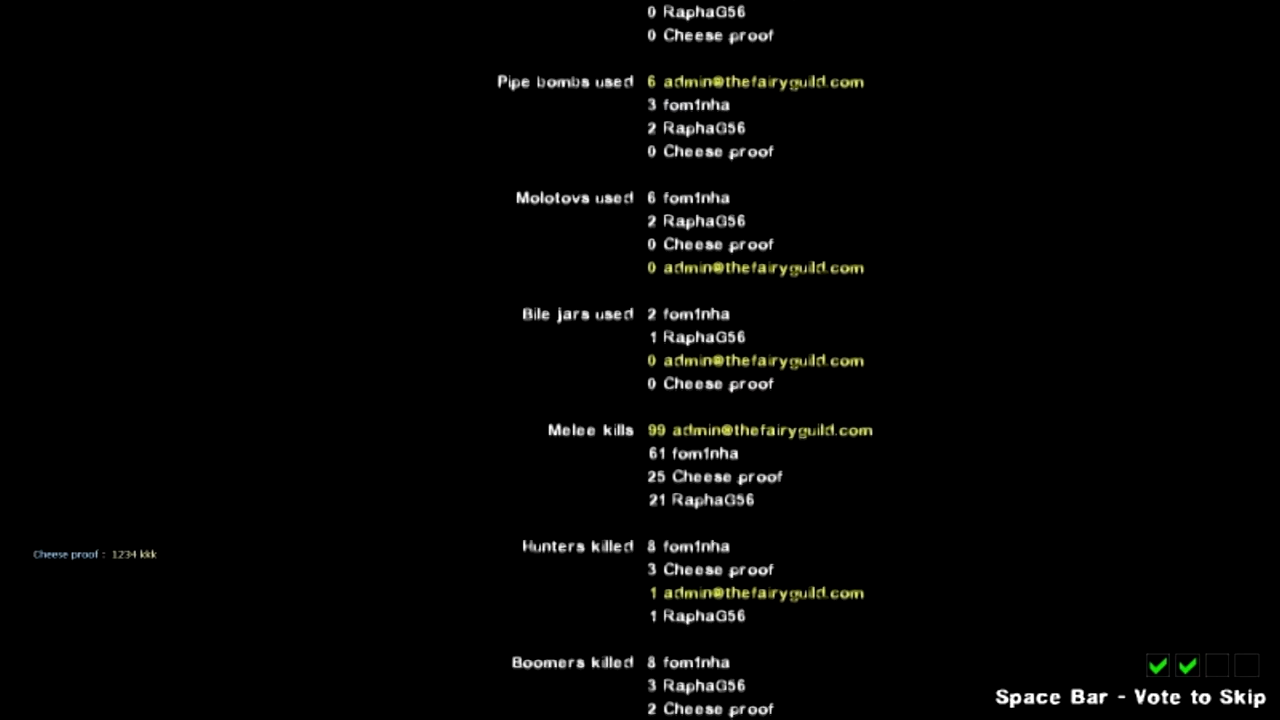 0 RaphaG56
0 Cheese proof
Pipe bombs used 6 admin@thefairyguild.com
3 fom1nha
2 RaphaG56
0 Cheese proof
Molotovs used 6 fom1nha
2 RaphaG56
0 Cheese proof
0 admin@thefairyguild.com
Bile jars used 2 fom1nha
1 RaphaG56
0 admin@thefairyguild.com
0 Cheese proof
Melee kills 99 admin@thefairyguild.com
61 fom1nha
25 Cheese proof
21 RaphaG56
Hunters killed 8 fom1nha
Cheese proof : 1234 kkk
3 Cheese proof
1 admin@thefairyguild.com
1 RaphaG56
Boomers killed 8 fom1nha
3 RaphaG56
2 Cheese proof
Space Bar - Vote to Skip